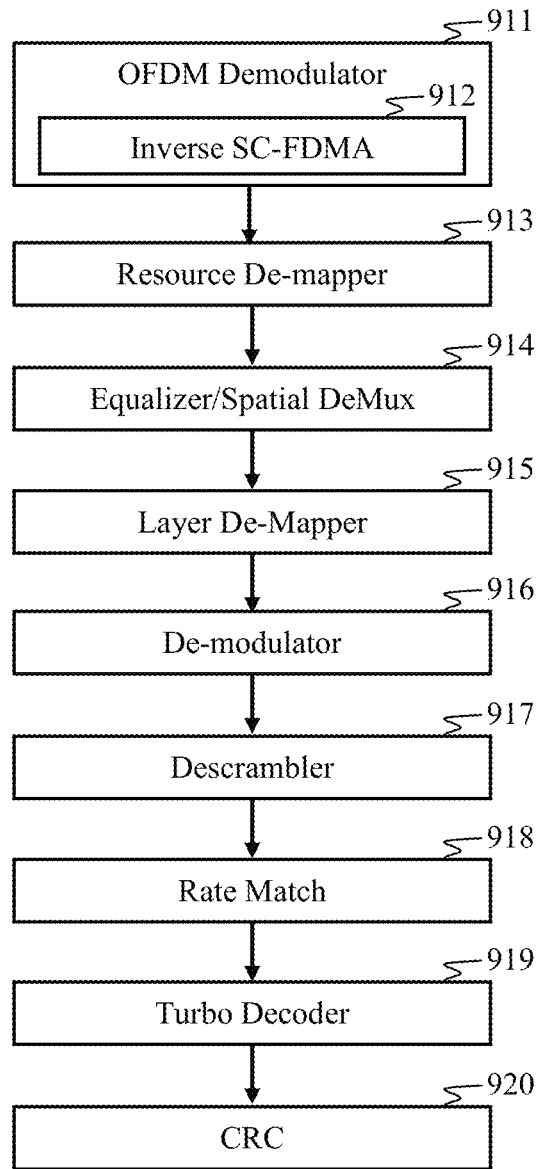 911
OFDM Demodulator
912
Inverse SC-FDMA
913
Resource De-mapper
914
Equalizer/Spatial DeMux
915
Layer De-Mapper
916
De-modulator
917
Descrambler
918
Rate Match
919
Turbo Decoder
920
CRC